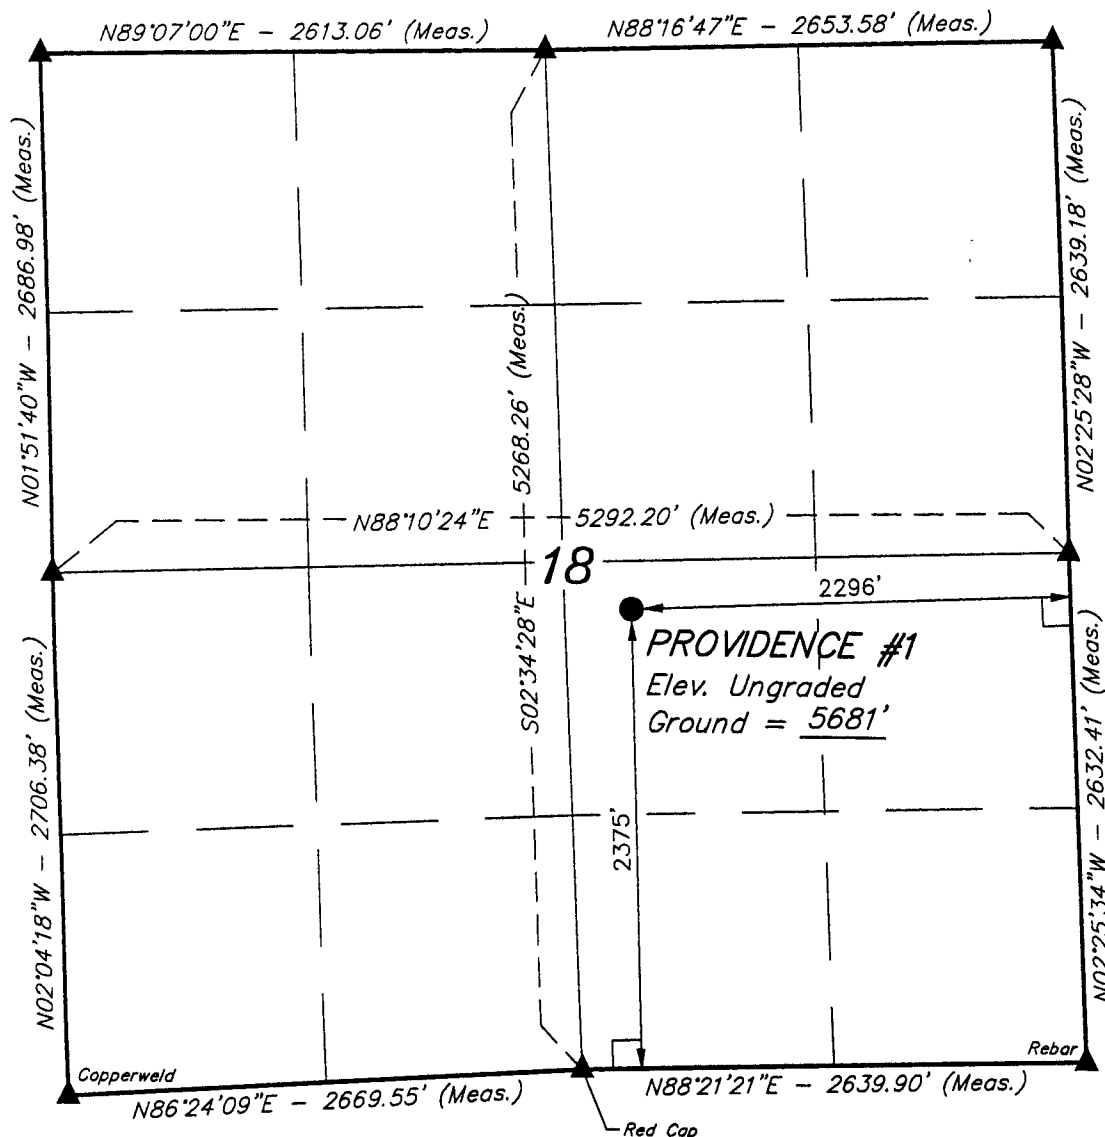 N89°07'00"E - 2613.06' (Meas.)
N88°16'47"E - 2653.58' (Meas.)
N01°51'40"W - 2686.98' (Meas.)
N02°25'28"W - 2639.18' (Meas.)
5268.26' (Meas.)
N88°10'24"E
5292.20' (Meas.)
18
2296'
S02°34'28"E
PROVIDENCE #1
Elev. Ungraded
Ground = 5681'
N02°04'18"W - 2706.38' (Meas.)
2375'
N02°25'34"W - 2632.41' (Meas.)
Copperweld
Rebar
N86°24'09"E - 2669.55' (Meas.)
N88°21'21"E - 2639.90' (Meas.)
Red Cap